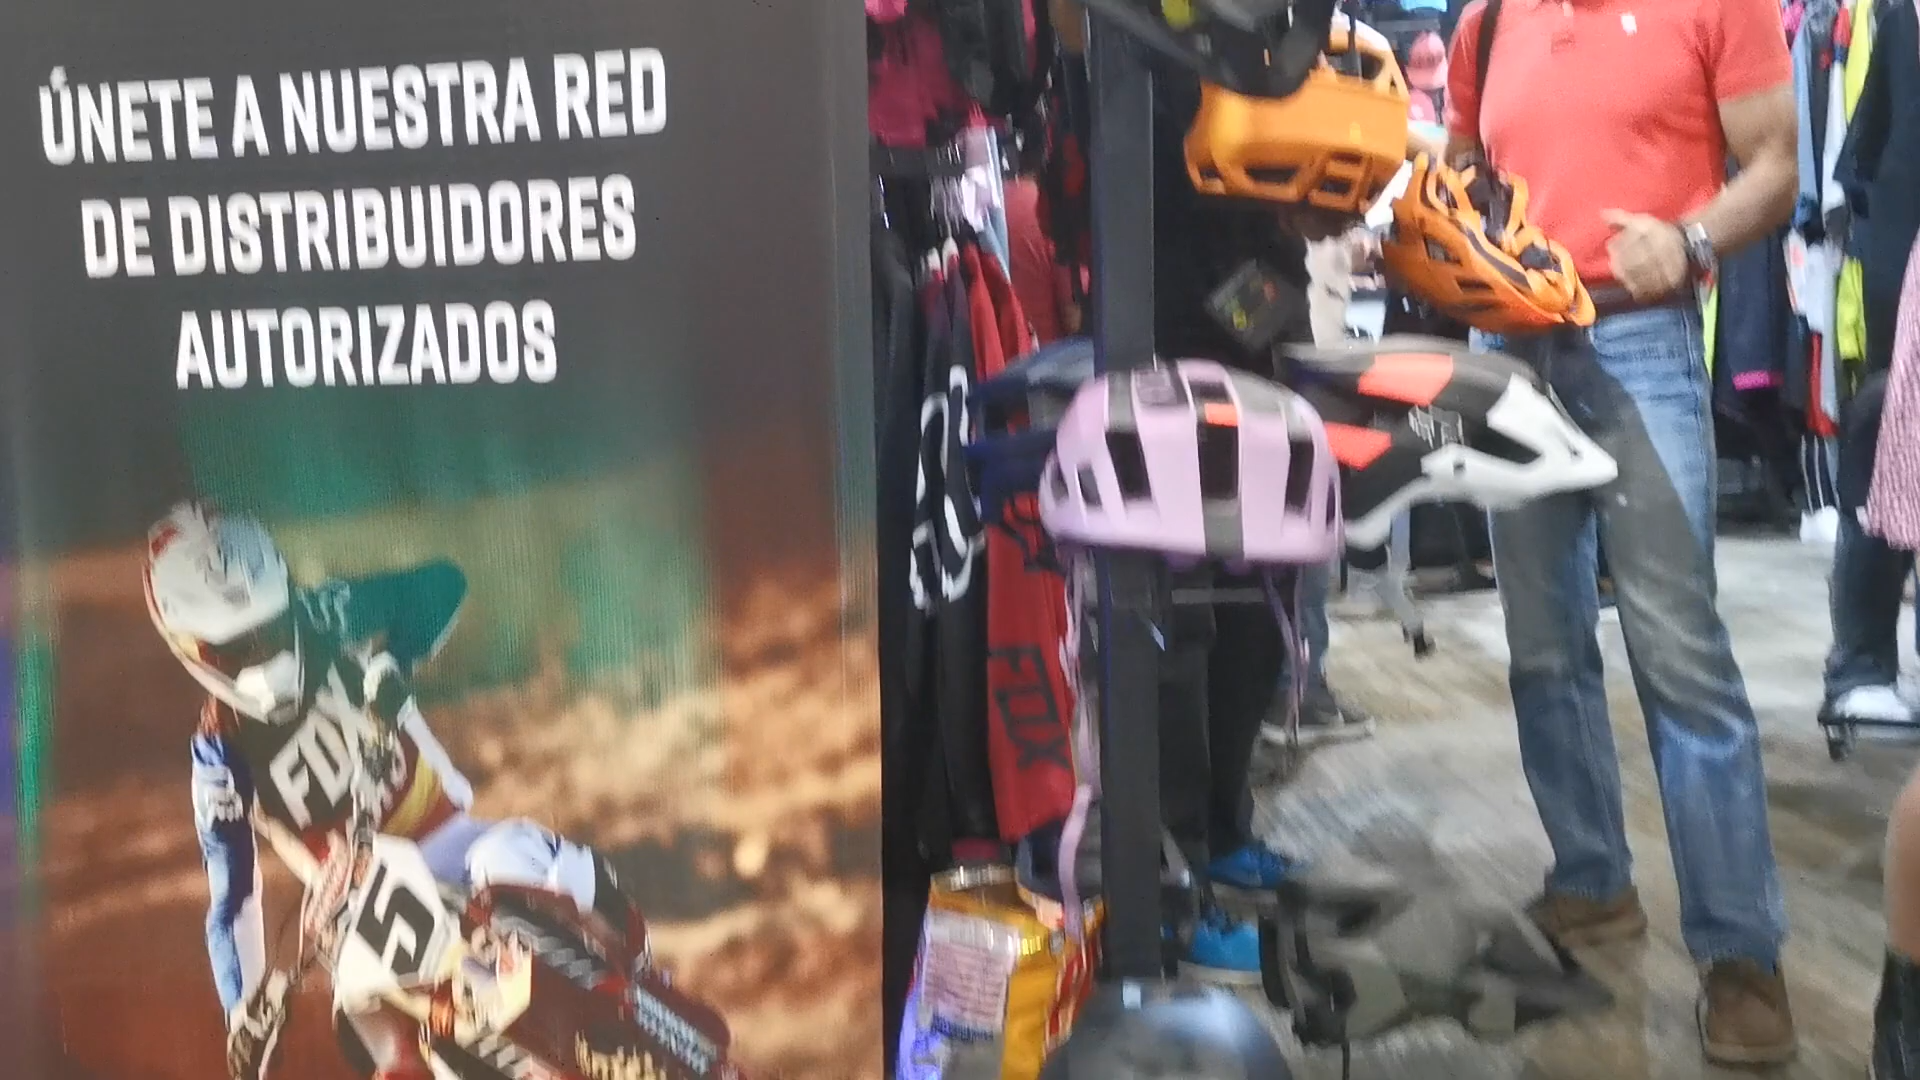 ÚNETE A NUESTRA RED
DE DISTRIBUIDORES
AUTORIZADOS
FOX
5
FOX